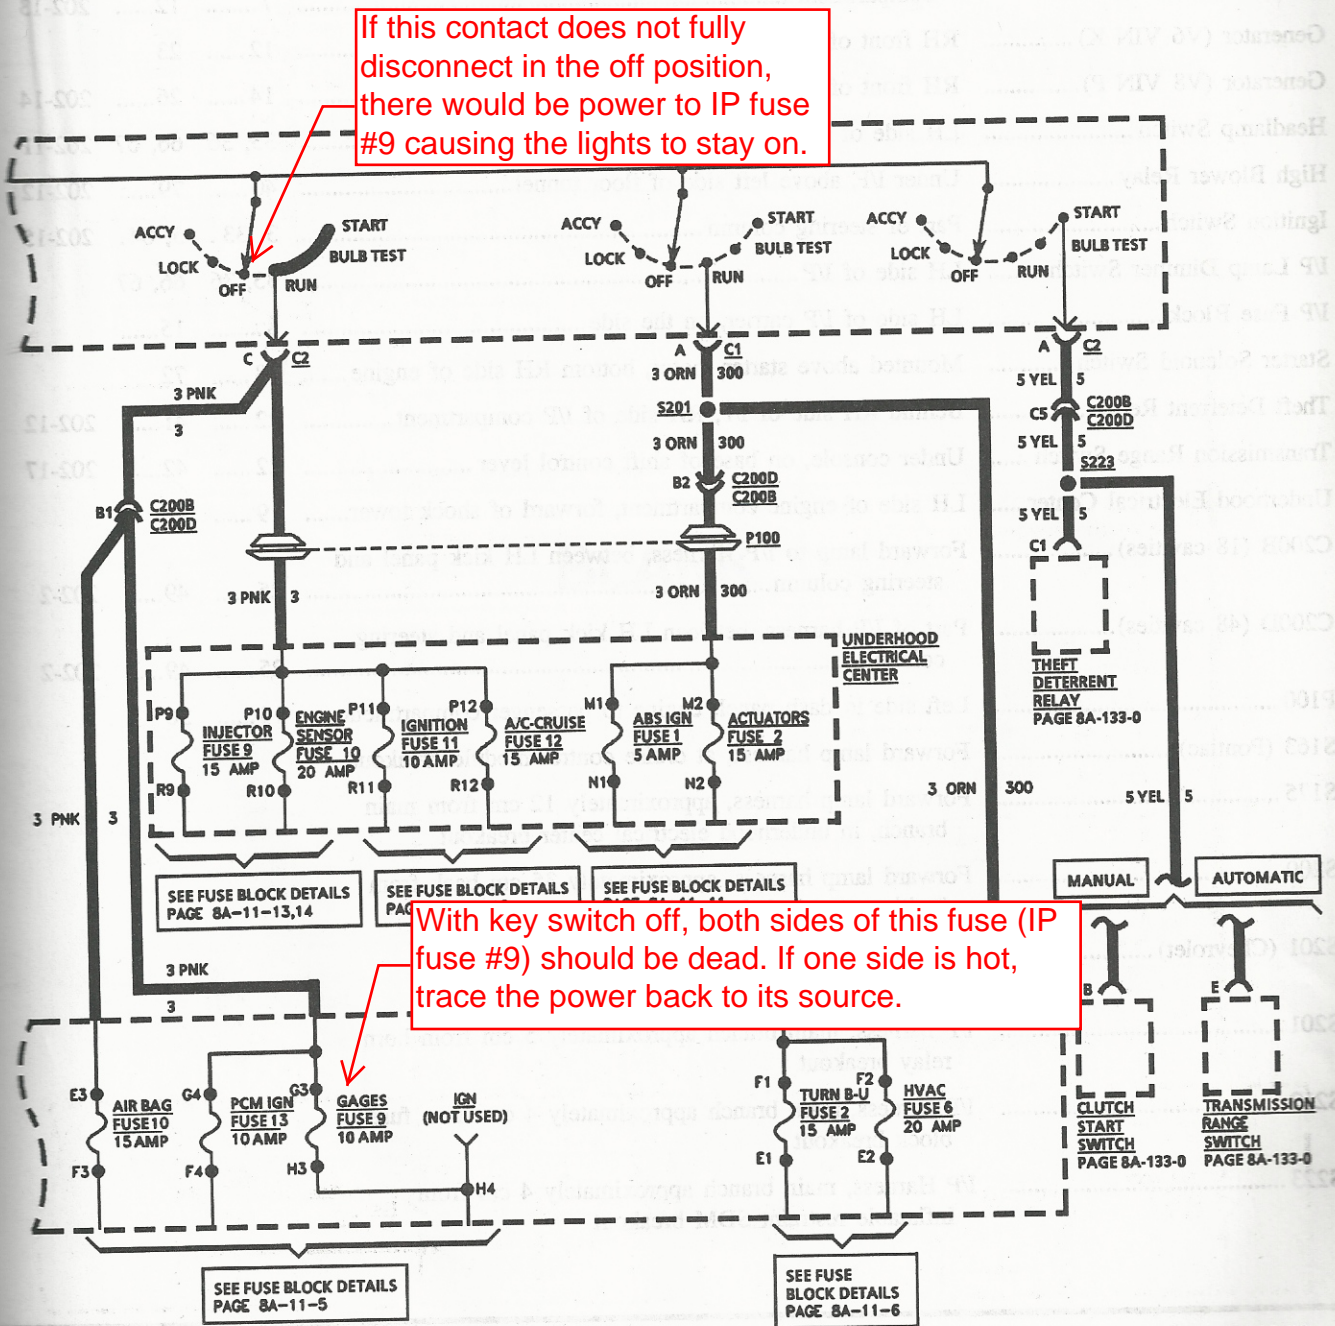 If this contact does not fully
disconnect in the off position,
there would be power to IP fuse
#9 causing the lights to stay on.
ACCY
LOCK
OFF
RUN
BULB TEST
START
ACCY
LOCK
OFF
RUN
BULB TEST
START
ACCY
LOCK
OFF
RUN
BULB TEST
START
C C2
A C1
A C2
3 PNK
3
3 ORN 300
S201
3 ORN 300
B2 C200D
C200B
P100
5 YEL 5
C5 C200B
C200D
5 YEL 5
S223
5 YEL 5
C1
THEFT
DETERRENT
RELAY
PAGE 8A-133-0
B1 C200B
C200D
3 PNK 3
3 ORN 300
UNDERHOOD
ELECTRICAL
CENTER
P9
INJECTOR
FUSE 9
15 AMP
R9
P10
ENGINE
SENSOR
FUSE 10
20 AMP
R10
P11
IGNITION
FUSE 11
10 AMP
R11
P12
A/C-CRUISE
FUSE 12
15 AMP
R12
M1
ABS IGN
FUSE 1
5 AMP
N1
M2
ACTUATORS
FUSE 2
15 AMP
N2
3 PNK 3
3 ORN 300
5 YEL 5
SEE FUSE BLOCK DETAILS
PAGE 8A-11-13,14
SEE FUSE BLOCK DETAILS
SEE FUSE BLOCK DETAILS
MANUAL
AUTOMATIC
With key switch off, both sides of this fuse (IP
fuse #9) should be dead. If one side is hot,
trace the power back to its source.
3 PNK
3
B
E
CLUTCH
START
SWITCH
PAGE 8A-133-0
TRANSMISSION
RANGE
SWITCH
PAGE 8A-133-0
E3
AIR BAG
FUSE 10
15 AMP
F3
G4
PCM IGN
FUSE 13
10 AMP
F4
G3
GAGES
FUSE 9
10 AMP
H3
IGN
(NOT USED)
H4
F1
TURN B-U
FUSE 2
15 AMP
E1
F2
HVAC
FUSE 6
20 AMP
E2
SEE FUSE BLOCK DETAILS
PAGE 8A-11-5
SEE FUSE
BLOCK DETAILS
PAGE 8A-11-6